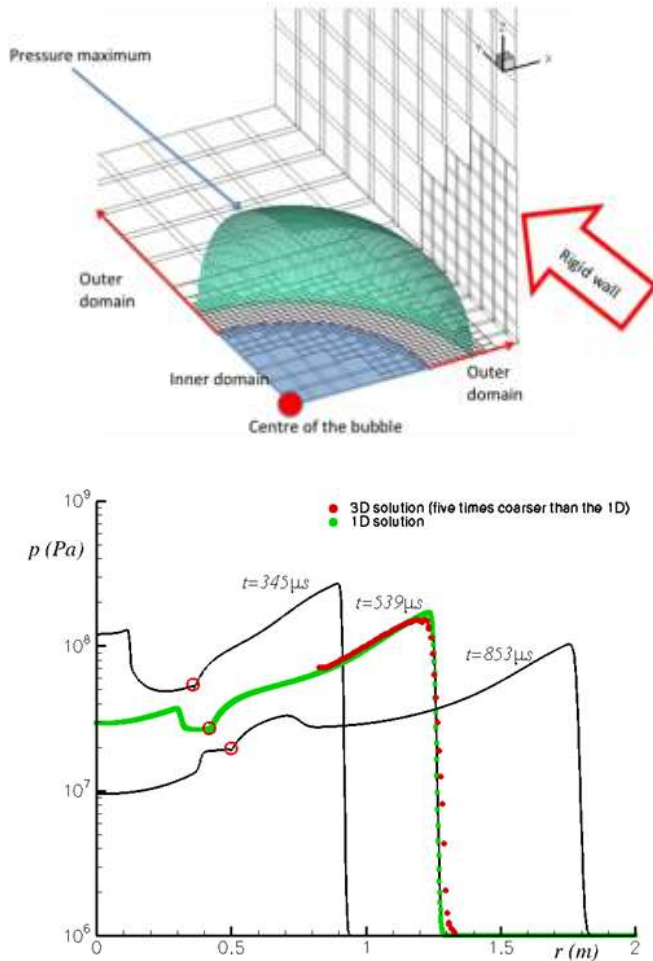 Pressure maximum
Z
Y
X
Outer
domain
Rigid wall
Inner domain
Outer
domain
Centre of the bubble
10⁹
p (Pa)
3D solution (five times coarser than the 1D)
1D solution
t=345μs
t=539μs
10⁸
t=853μs
10⁷
10⁶
0
0.5
1
1.5
r (m)
2